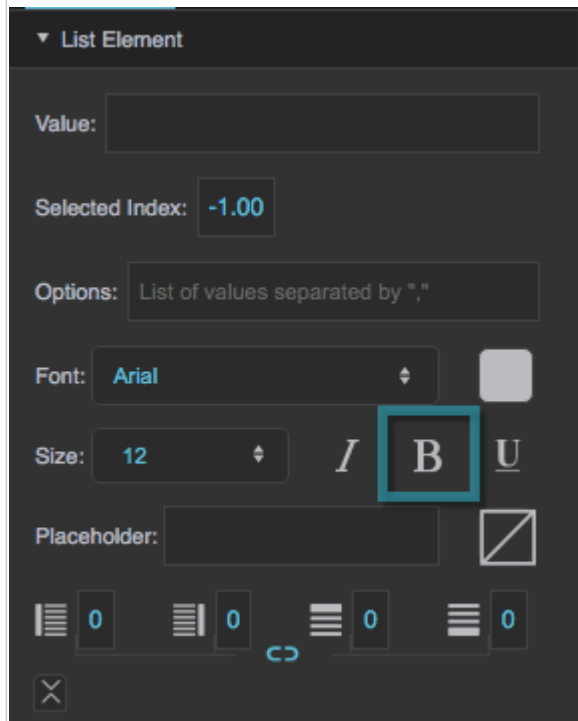 List Element
Value:
Selected Index: -1.00
Options: List of values separated by ","
Font: Arial
Size: 12 I B U
Placeholder:
0 0 0 0